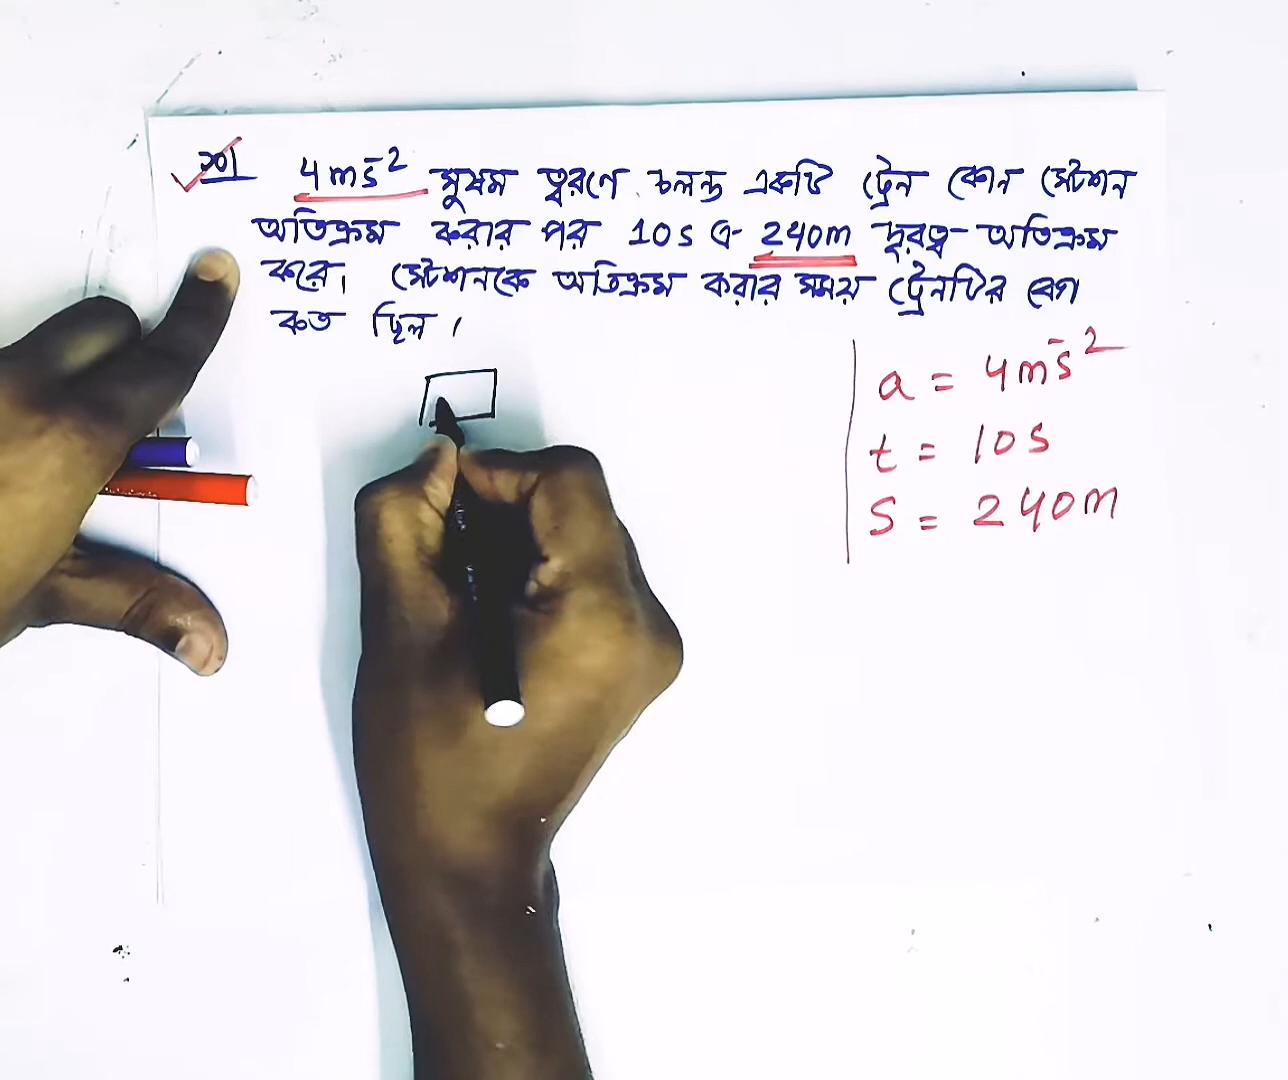 ১০। 4ms⁻² সুষম ত্বরণে চলন্ত একটি ট্রেন কোন স্টেশন
অতিক্রম করার পর 10s এ 240m দূরত্ব অতিক্রম
করে। স্টেশনকে অতিক্রম করার সময় ট্রেনটির বেগ
কত ছিল।
a = 4ms⁻²
t = 10s
S = 240m